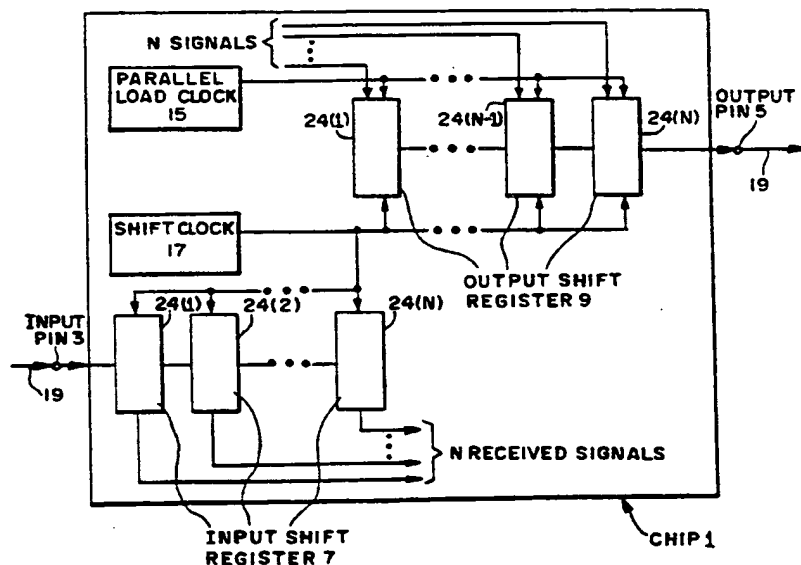 N SIGNALS
PARALLEL
LOAD CLOCK
15
24(1)
24(N-1)
24(N)
OUTPUT
PIN 5
19
SHIFT CLOCK
17
OUTPUT SHIFT
REGISTER 9
24(1)
24(2)
24(N)
INPUT
PIN 3
19
N RECEIVED SIGNALS
INPUT SHIFT
REGISTER 7
CHIP 1